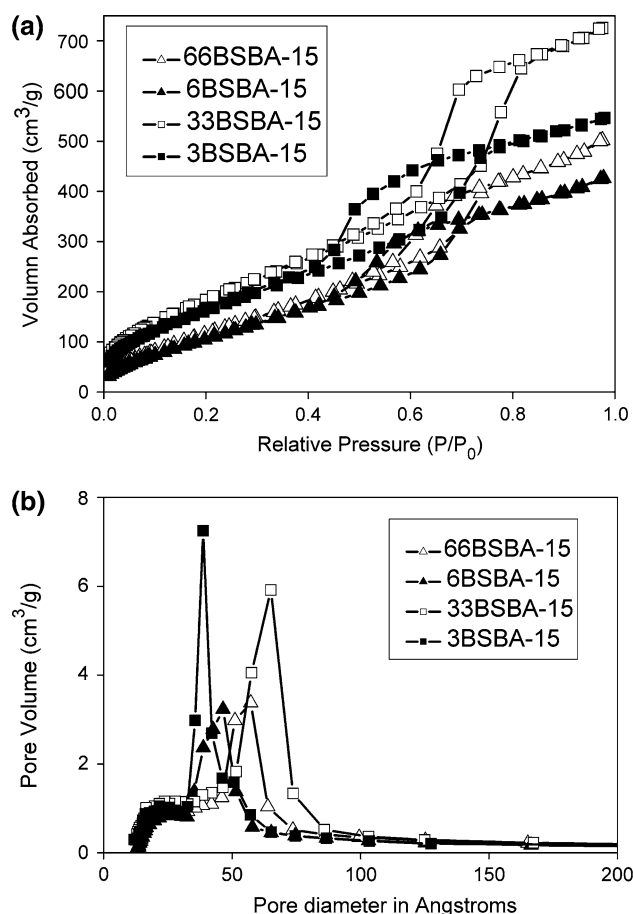 (a)
700
600
500
400
300
200
100
0
Volumn Absorbed (cm³/g)
66BSBA-15
6BSBA-15
33BSBA-15
3BSBA-15
0.0 0.2 0.4 0.6 0.8 1.0
Relative Pressure (P/P₀)
(b)
8
6
4
2
0
Pore Volume (cm³/g)
66BSBA-15
6BSBA-15
33BSBA-15
3BSBA-15
0 50 100 150 200
Pore diameter in Angstroms